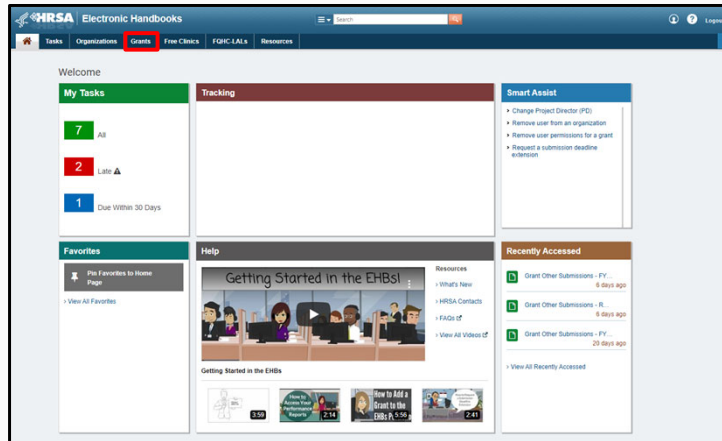 HRSA Electronic Handbooks
Search
Logout
Tasks Organizations Grants Free Clinics FQHC-LALs Resources
Welcome
My Tasks
7 All
2 Late
1 Due Within 30 Days
Tracking
Smart Assist
Change Project Director (PD)
Remove user from an organization
Remove user permissions for a grant
Request a submission deadline
extension
Favorites
Pin Favorites to Home
Page
View All Favorites
Help
Getting Started in the EHBs!
Getting Started in the EHBs
3:59
How to
Access Your
Performance
Reports
2:14
How to Add a
Grant to the
EHBs
5:56
2:41
Resources
What's New
HRSA Contacts
FAQs
View All Videos
Recently Accessed
Grant Other Submissions - FY...
6 days ago
Grant Other Submissions - R...
6 days ago
Grant Other Submissions - FY...
20 days ago
View All Recently Accessed